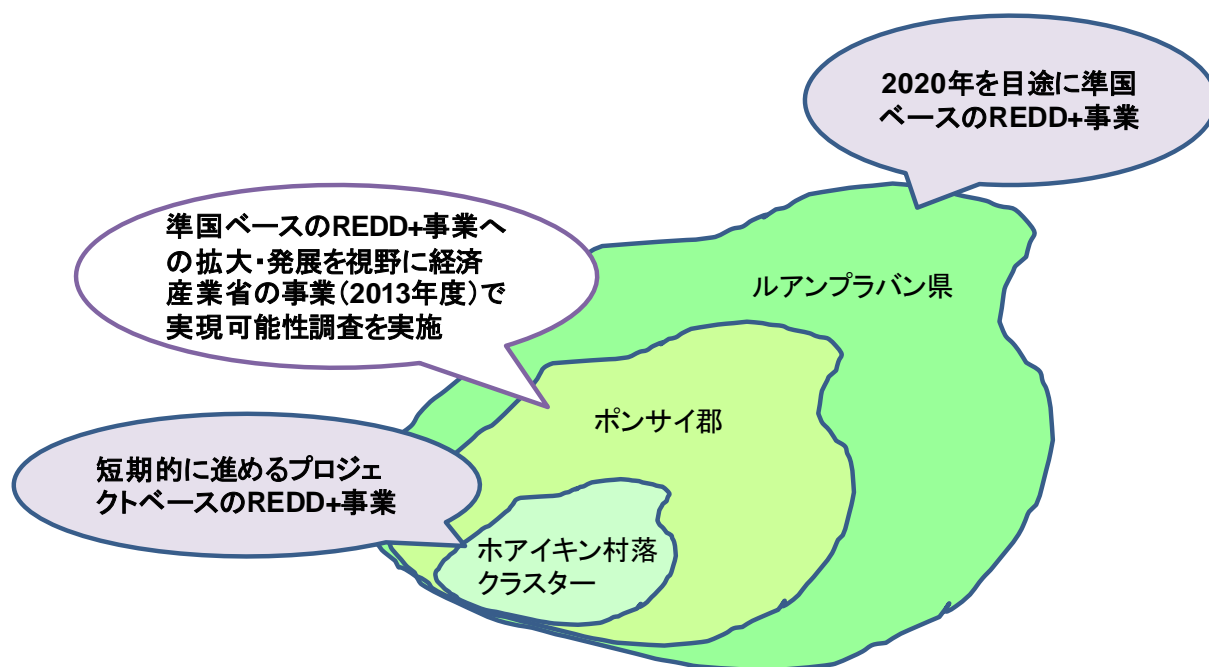 2020年を目途に準国
ベースのREDD+事業
準国ベースのREDD+事業へ
の拡大・発展を視野に経済
産業省の事業（2013年度）で
実現可能性調査を実施
ルアンプラバン県
ポンサイ郡
短期的に進めるプロジェ
クトベースのREDD+事業
ホアイキン村落
クラスター